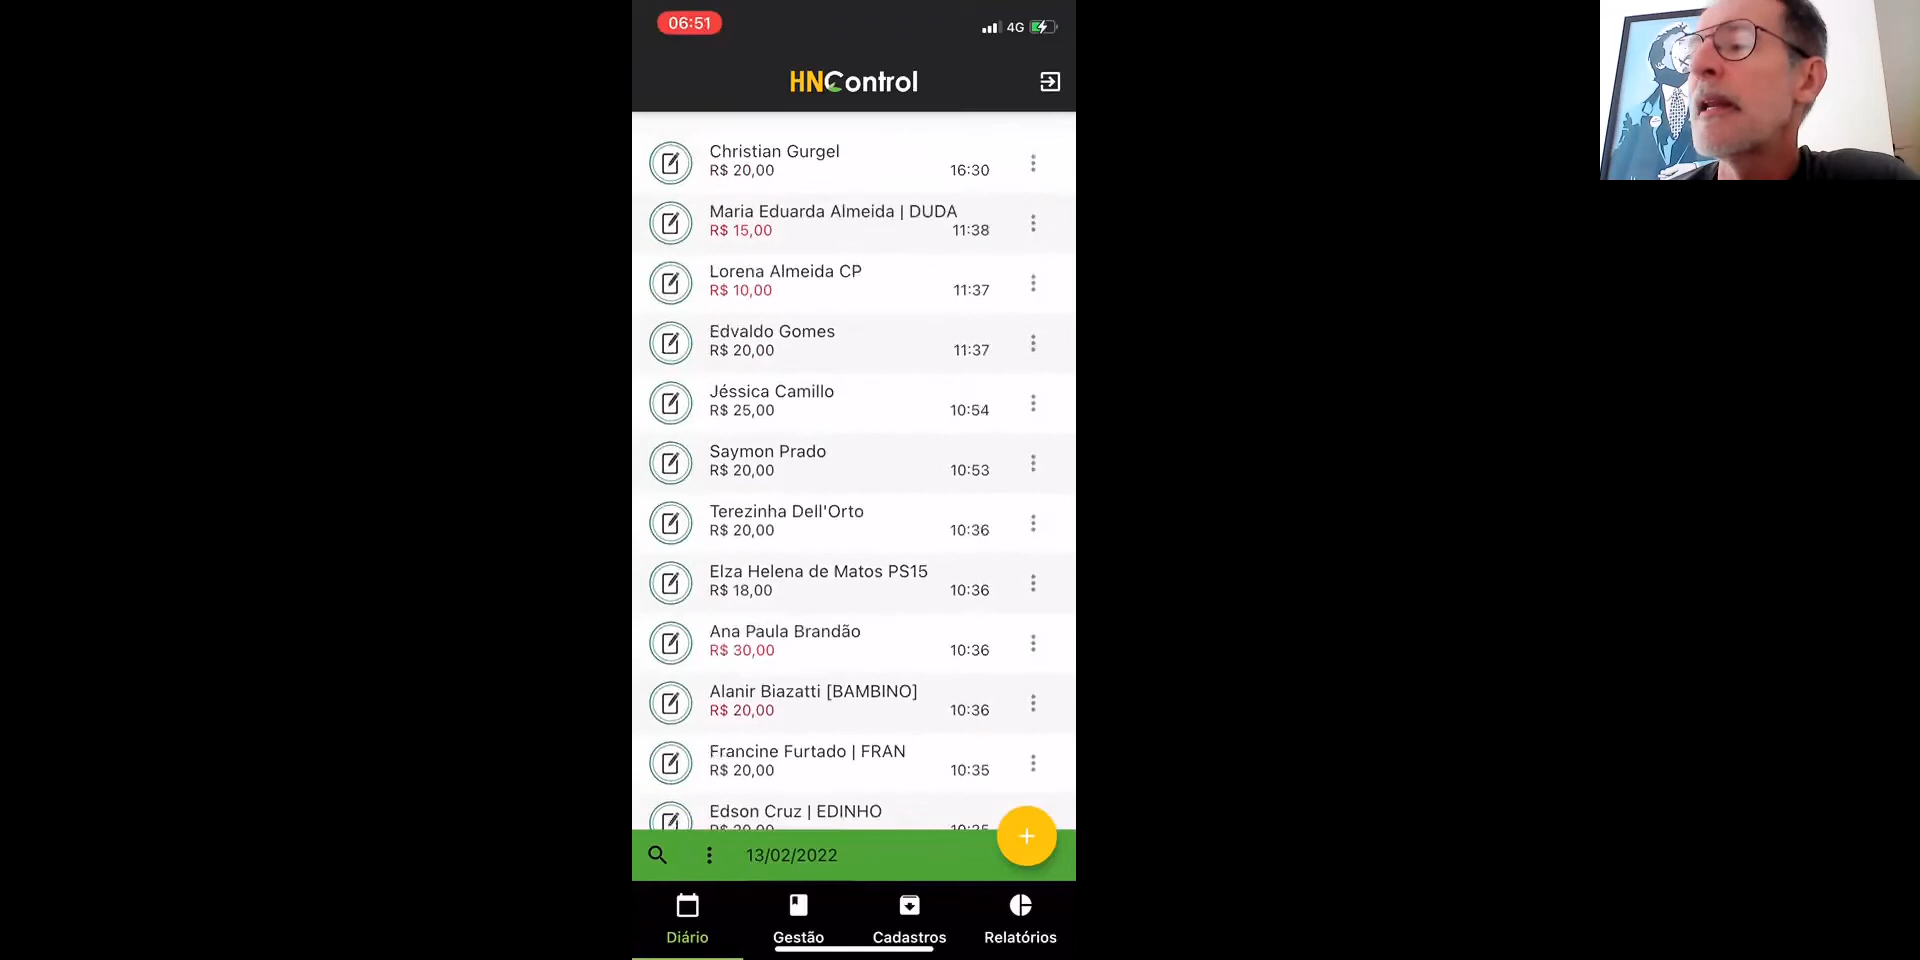 06:51
4G
HNControl
Christian Gurgel
R$ 20,00 16:30
Maria Eduarda Almeida | DUDA
R$ 15,00 11:38
Lorena Almeida CP
R$ 10,00 11:37
Edvaldo Gomes
R$ 20,00 11:37
Jéssica Camillo
R$ 25,00 10:54
Saymon Prado
R$ 20,00 10:53
Terezinha Dell'Orto
R$ 20,00 10:36
Elza Helena de Matos PS15
R$ 18,00 10:36
Ana Paula Brandão
R$ 30,00 10:36
Alanir Biazatti [BAMBINO]
R$ 20,00 10:36
Francine Furtado | FRAN
R$ 20,00 10:35
Edson Cruz | EDINHO
R$ 20,00 10:35
13/02/2022
Diário Gestão Cadastros Relatórios